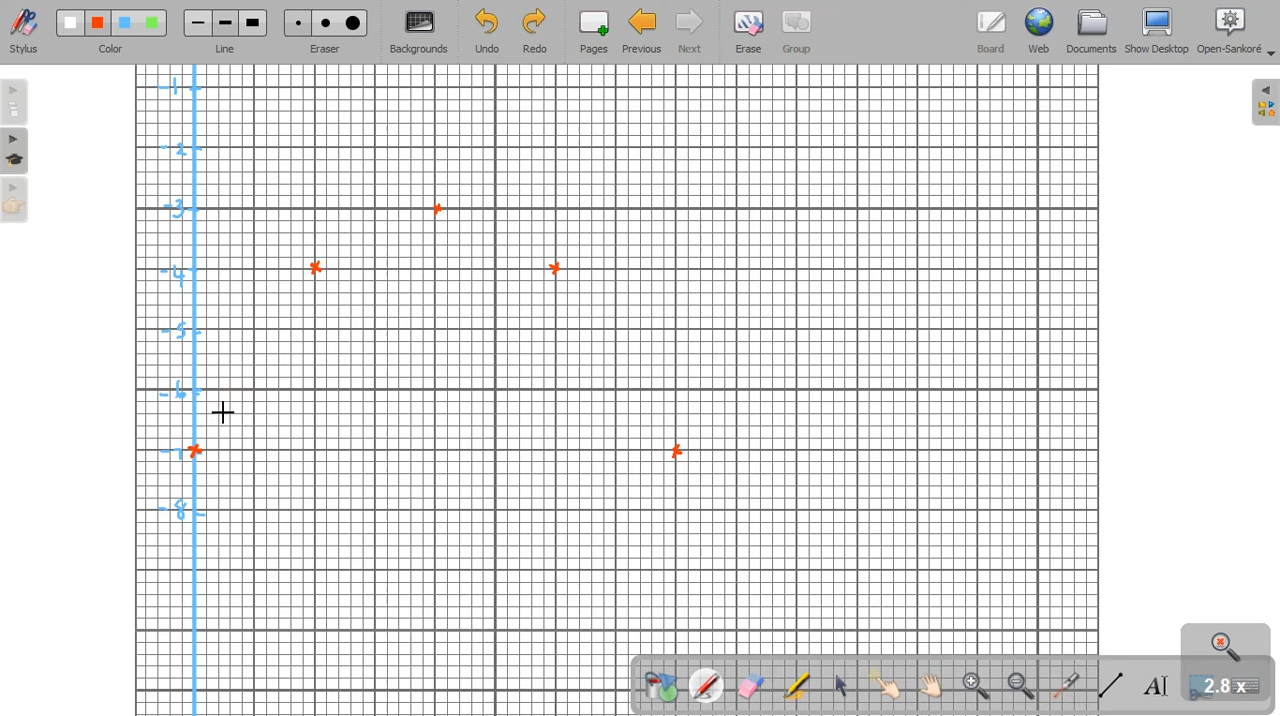 Stylus Color Line Eraser Backgrounds Undo Redo Pages Previous Next Erase Group Board Web Documents Show Desktop Open-Sankoré
-1
-2
-3
-4
-5
-6
-7
-8
AI
2.8 x